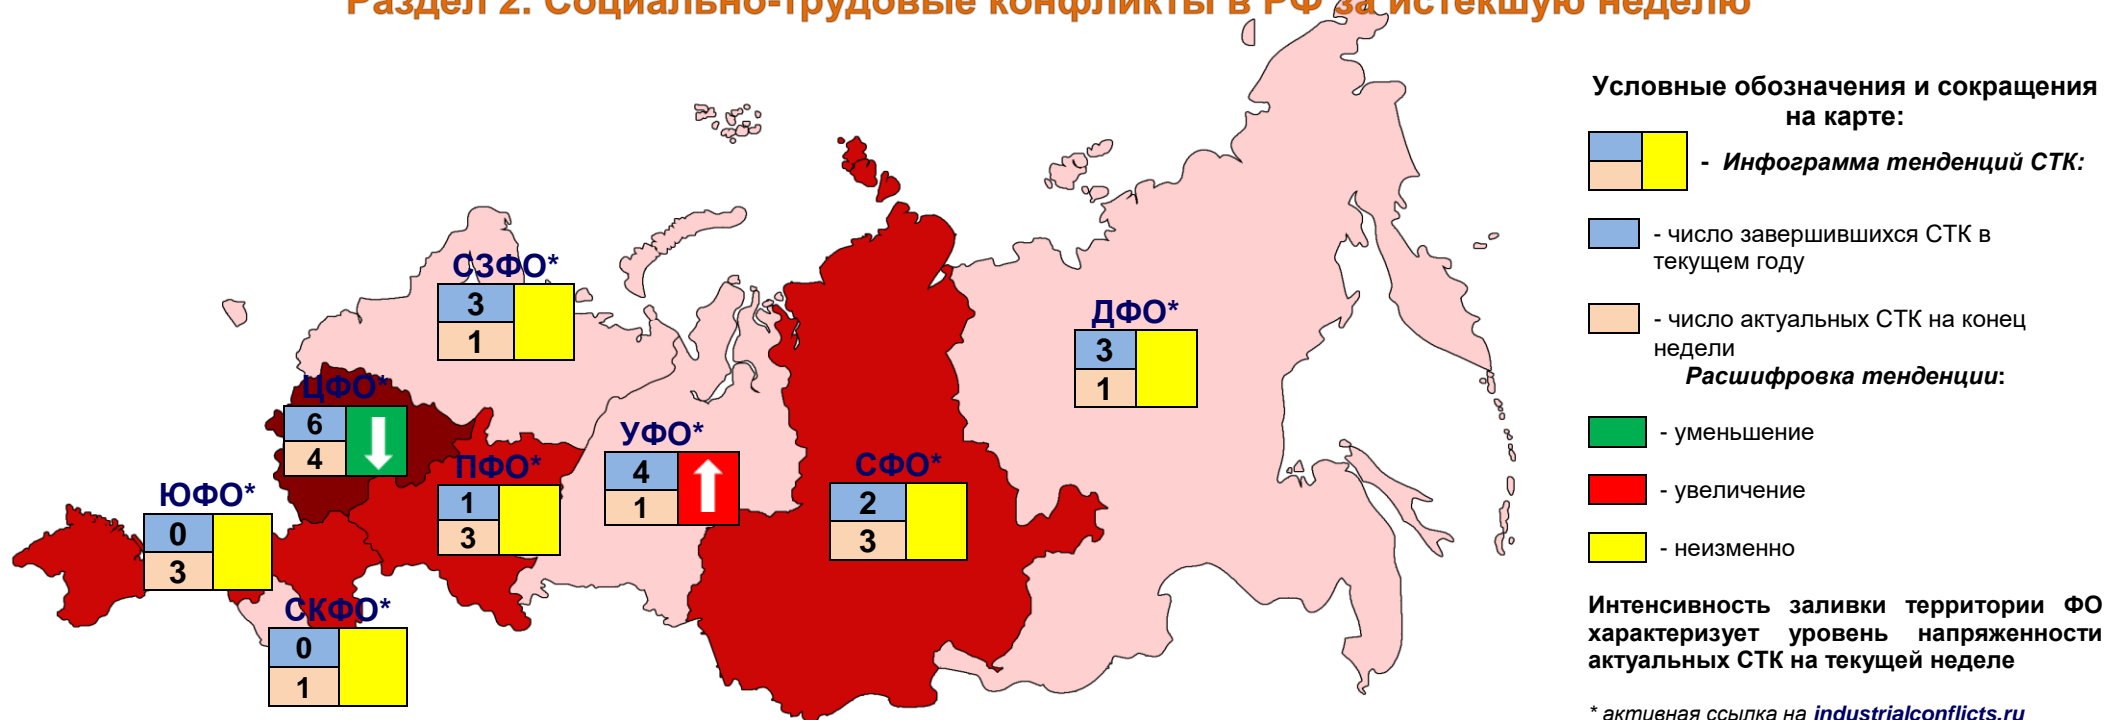 Раздел 2. Социально-трудовые конфликты в РФ за истекшую неделю
СЗФО*
3
1
ЦФО*
6
4
ЮФО*
0
3
СКФО*
0
1
ПФО*
1
3
УФО*
4
1
СФО*
2
3
ДФО*
3
1
Условные обозначения и сокращения
на карте:
- Инфограмма тенденций СТК:
- число завершившихся СТК в
текущем году
- число актуальных СТК на конец
недели
Расшифровка тенденции:
- уменьшение
- увеличение
- неизменно
Интенсивность заливки территории ФО
характеризует уровень напряженности
актуальных СТК на текущей неделе
* активная ссылка на industrialconflicts.ru